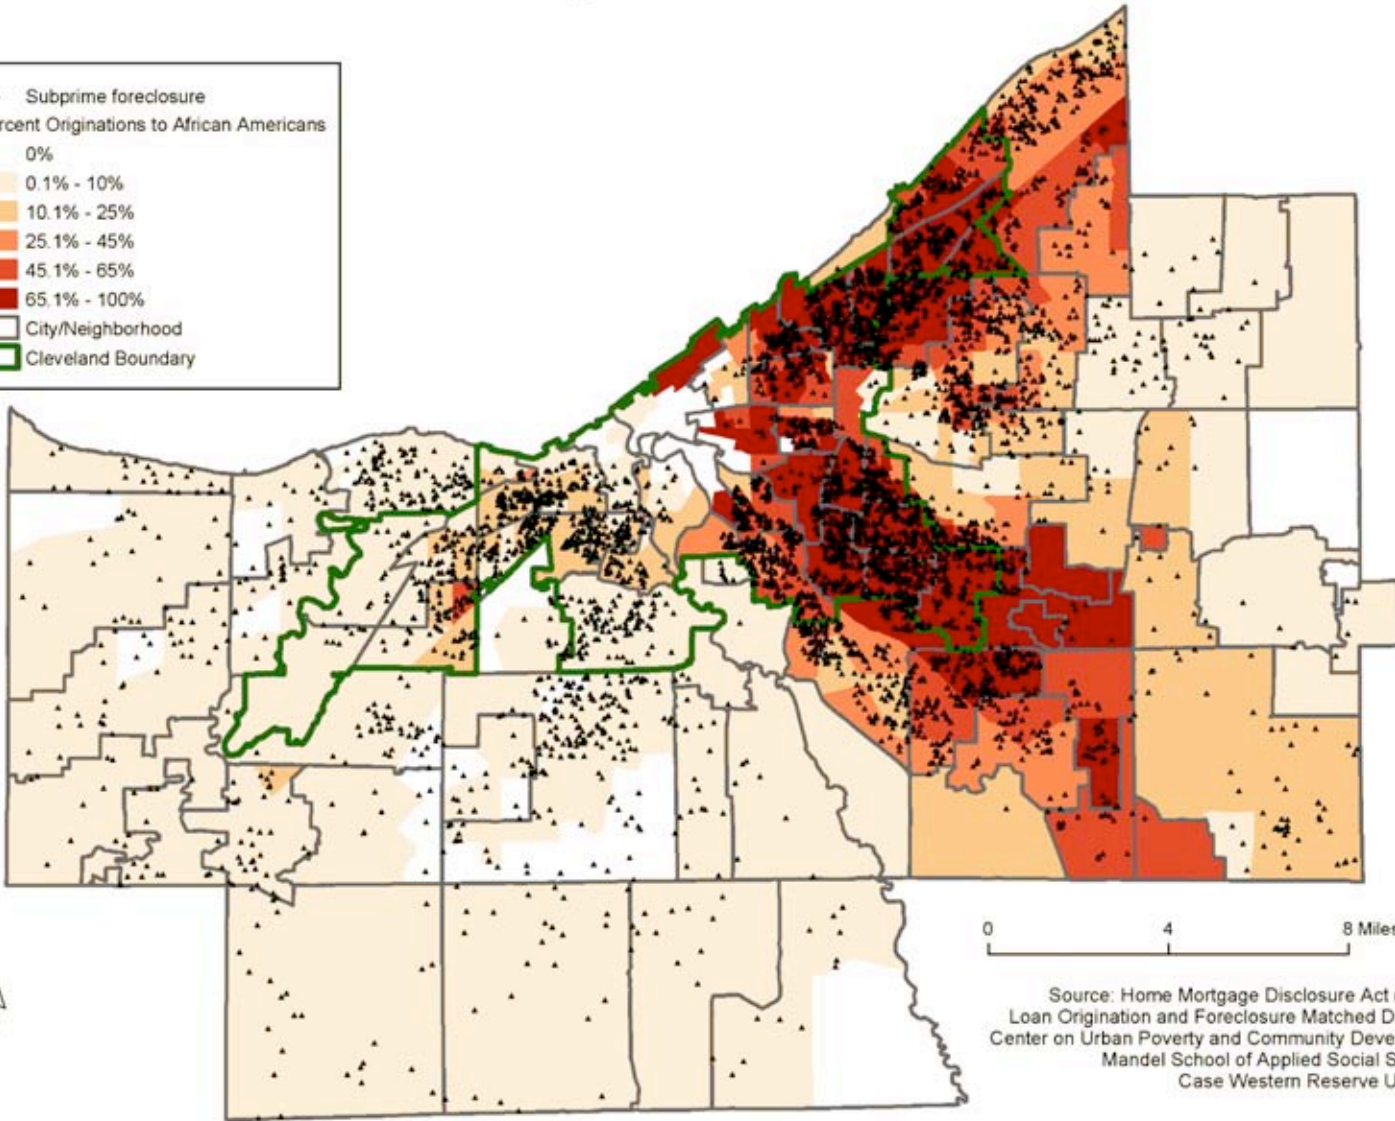 Subprime foreclosure
rcent Originations to African Americans
0%
0.1% - 10%
10.1% - 25%
25.1% - 45%
45.1% - 65%
65.1% - 100%
City/Neighborhood
Cleveland Boundary
0 4 8 Miles
Source: Home Mortgage Disclosure Act
Loan Origination and Foreclosure Matched D
Center on Urban Poverty and Community Deve
Mandel School of Applied Social S
Case Western Reserve U